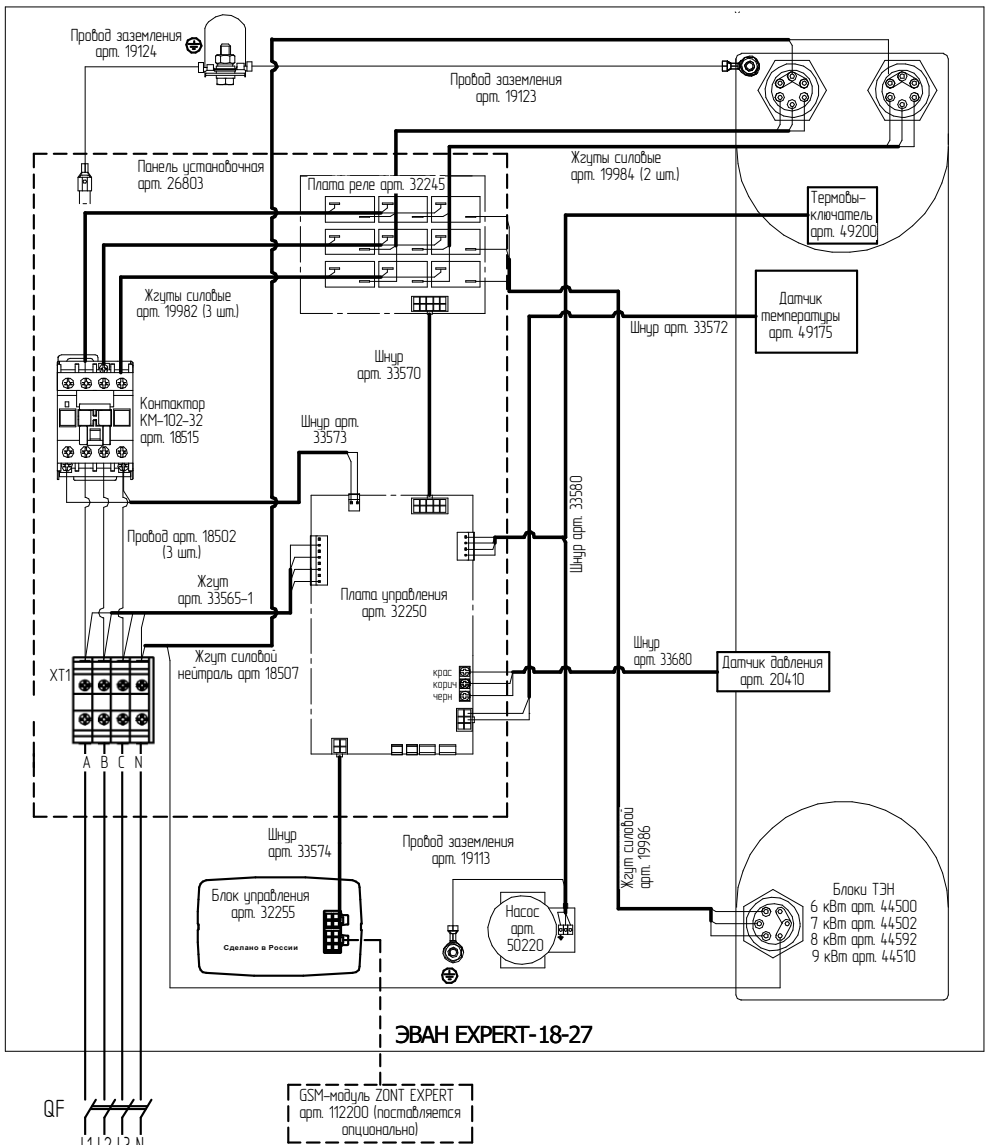 Провод заземления
арт. 19124
Провод заземления
арт. 19123
Панель установочная
арт. 26803
Плата реле арт. 32245
Жгуты силовые
арт. 19984 (2 шт.)
Термовы-
ключатель
арт. 49200
Жгуты силовые
арт. 19982 (3 шт.)
Датчик
температуры
арт. 49175
Шнур арт. 33572
Шнур
арт. 33570
Контактор
КМ-102-32
арт. 18515
Шнур арт.
33573
Шнур арт. 33580
Провод арт. 18502
(3 шт.)
Жгут
арт. 33565-1
Плата управления
арт. 32250
Жгут силовой
нейтраль арт 18507
XT1
крас
корич
черн
Шнур
арт. 33680
Датчик давления
арт. 20410
A B C N
Шнур
арт. 33574
Провод заземления
арт. 19113
Жгут силовой
арт. 19986
Блок управления
арт. 32255
Сделано в России
Насос
арт.
50220
Блоки ТЭН
6 кВт арт. 44500
7 кВт арт. 44502
8 кВт арт. 44592
9 кВт арт. 44510
ЭВАН EXPERT-18-27
GSM-модуль ZONT EXPERT
арт. 112200 (поставляется
опционально)
QF
L1 L2 L3 N